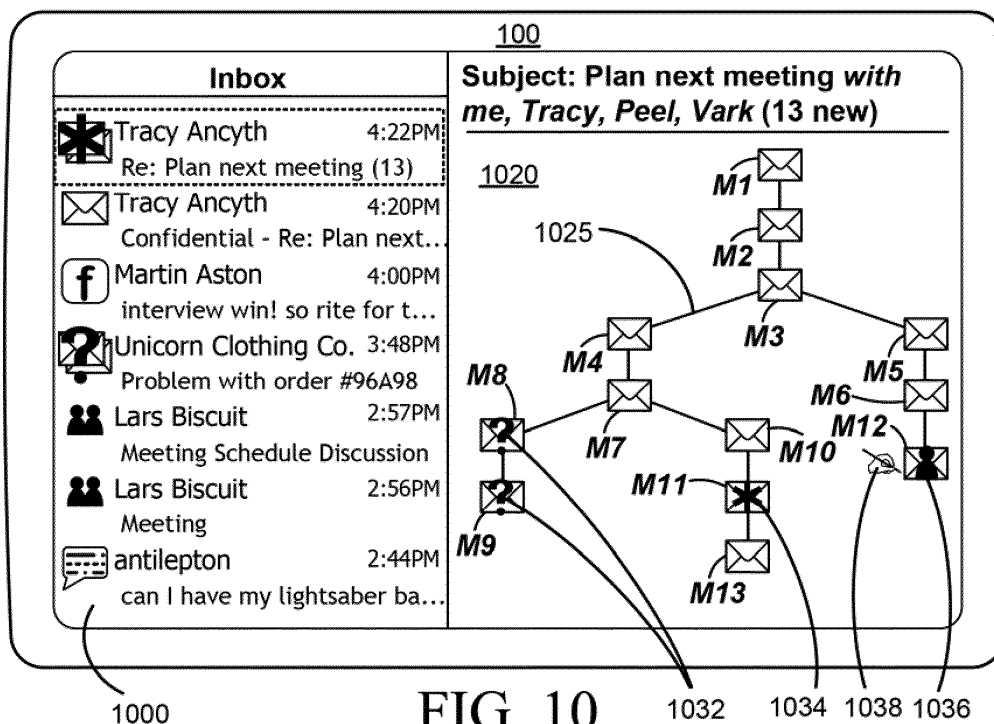 100
Inbox
Tracy Ancyth 4:22PM
Re: Plan next meeting (13)
Tracy Ancyth 4:20PM
Confidential - Re: Plan next...
f Martin Aston 4:00PM
interview win! so rite for t...
? Unicorn Clothing Co. 3:48PM
Problem with order #96A98
Lars Biscuit 2:57PM
Meeting Schedule Discussion
Lars Biscuit 2:56PM
Meeting
antilepton 2:44PM
can I have my lightsaber ba...
1000
Subject: Plan next meeting with
me, Tracy, Peel, Vark (13 new)
1020
M1
1025
M2
M3
M4
M5
M6
M8
?
M7
M12
M10
M11
?
M9
M13
FIG. 10
1032
1034
1038
1036